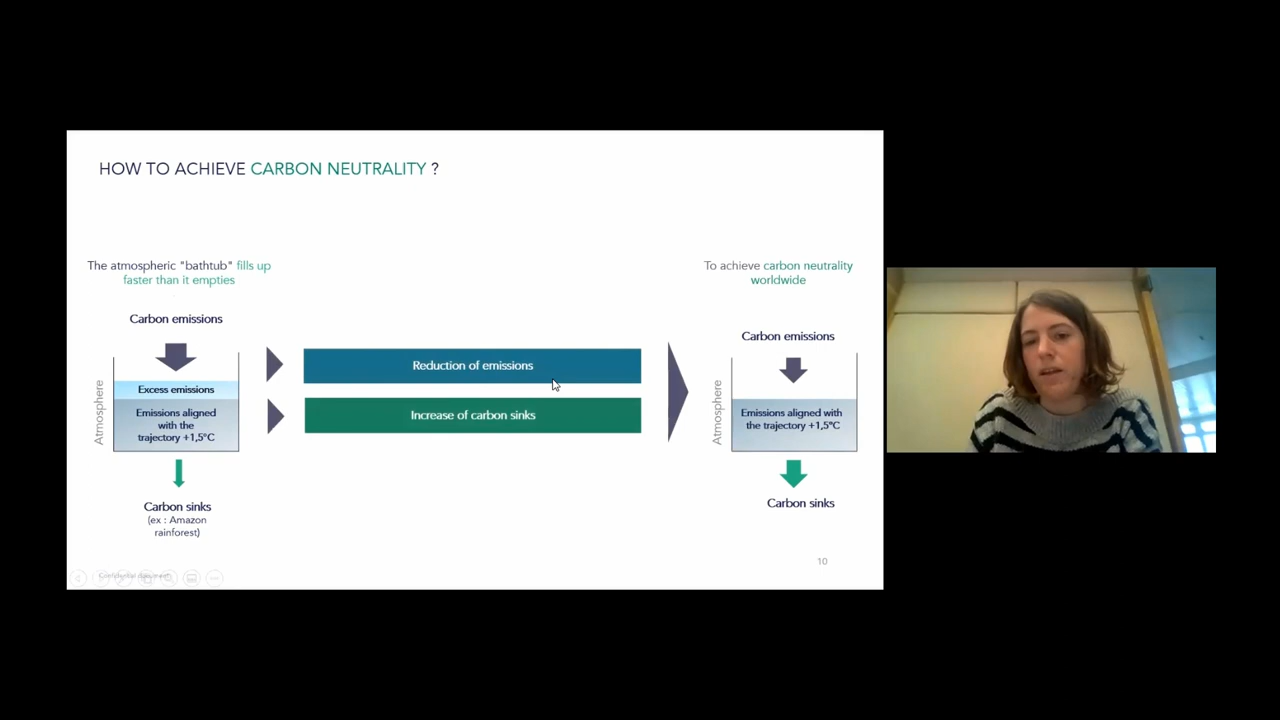 HOW TO ACHIEVE CARBON NEUTRALITY ?
The atmospheric "bathtub" fills up
faster than it empties
Carbon emissions
Atmosphere
Excess emissions
Emissions aligned
with the
trajectory +1,5°C
Carbon sinks
(ex : Amazon
rainforest)
Reduction of emissions
Increase of carbon sinks
To achieve carbon neutrality
worldwide
Carbon emissions
Atmosphere
Emissions aligned with
the trajectory +1,5°C
Carbon sinks
Confidential document
10